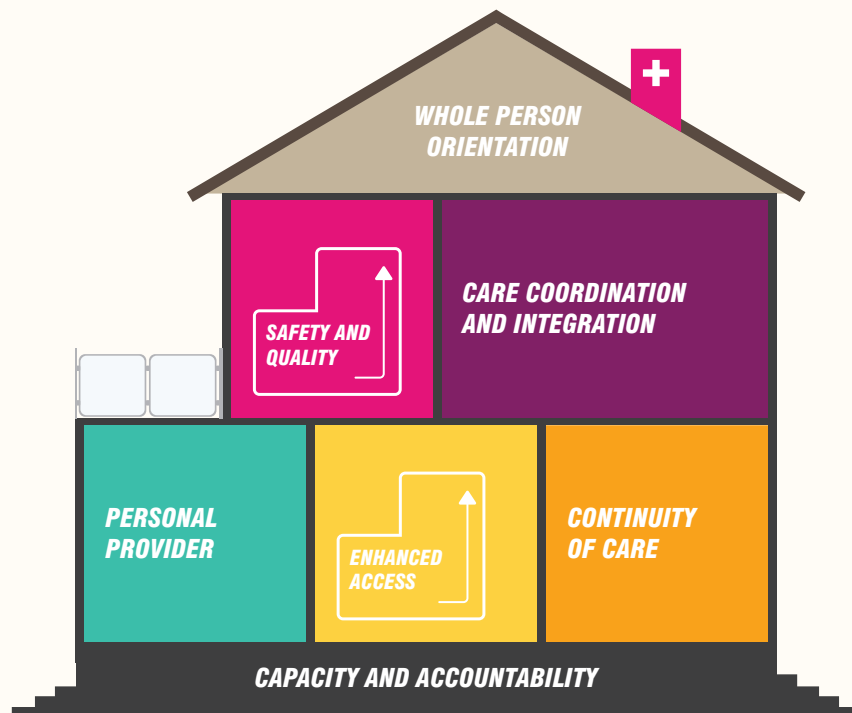 WHOLE PERSON
ORIENTATION
SAFETY AND
QUALITY
CARE COORDINATION
AND INTEGRATION
PERSONAL
PROVIDER
ENHANCED
ACCESS
CONTINUITY
OF CARE
CAPACITY AND ACCOUNTABILITY